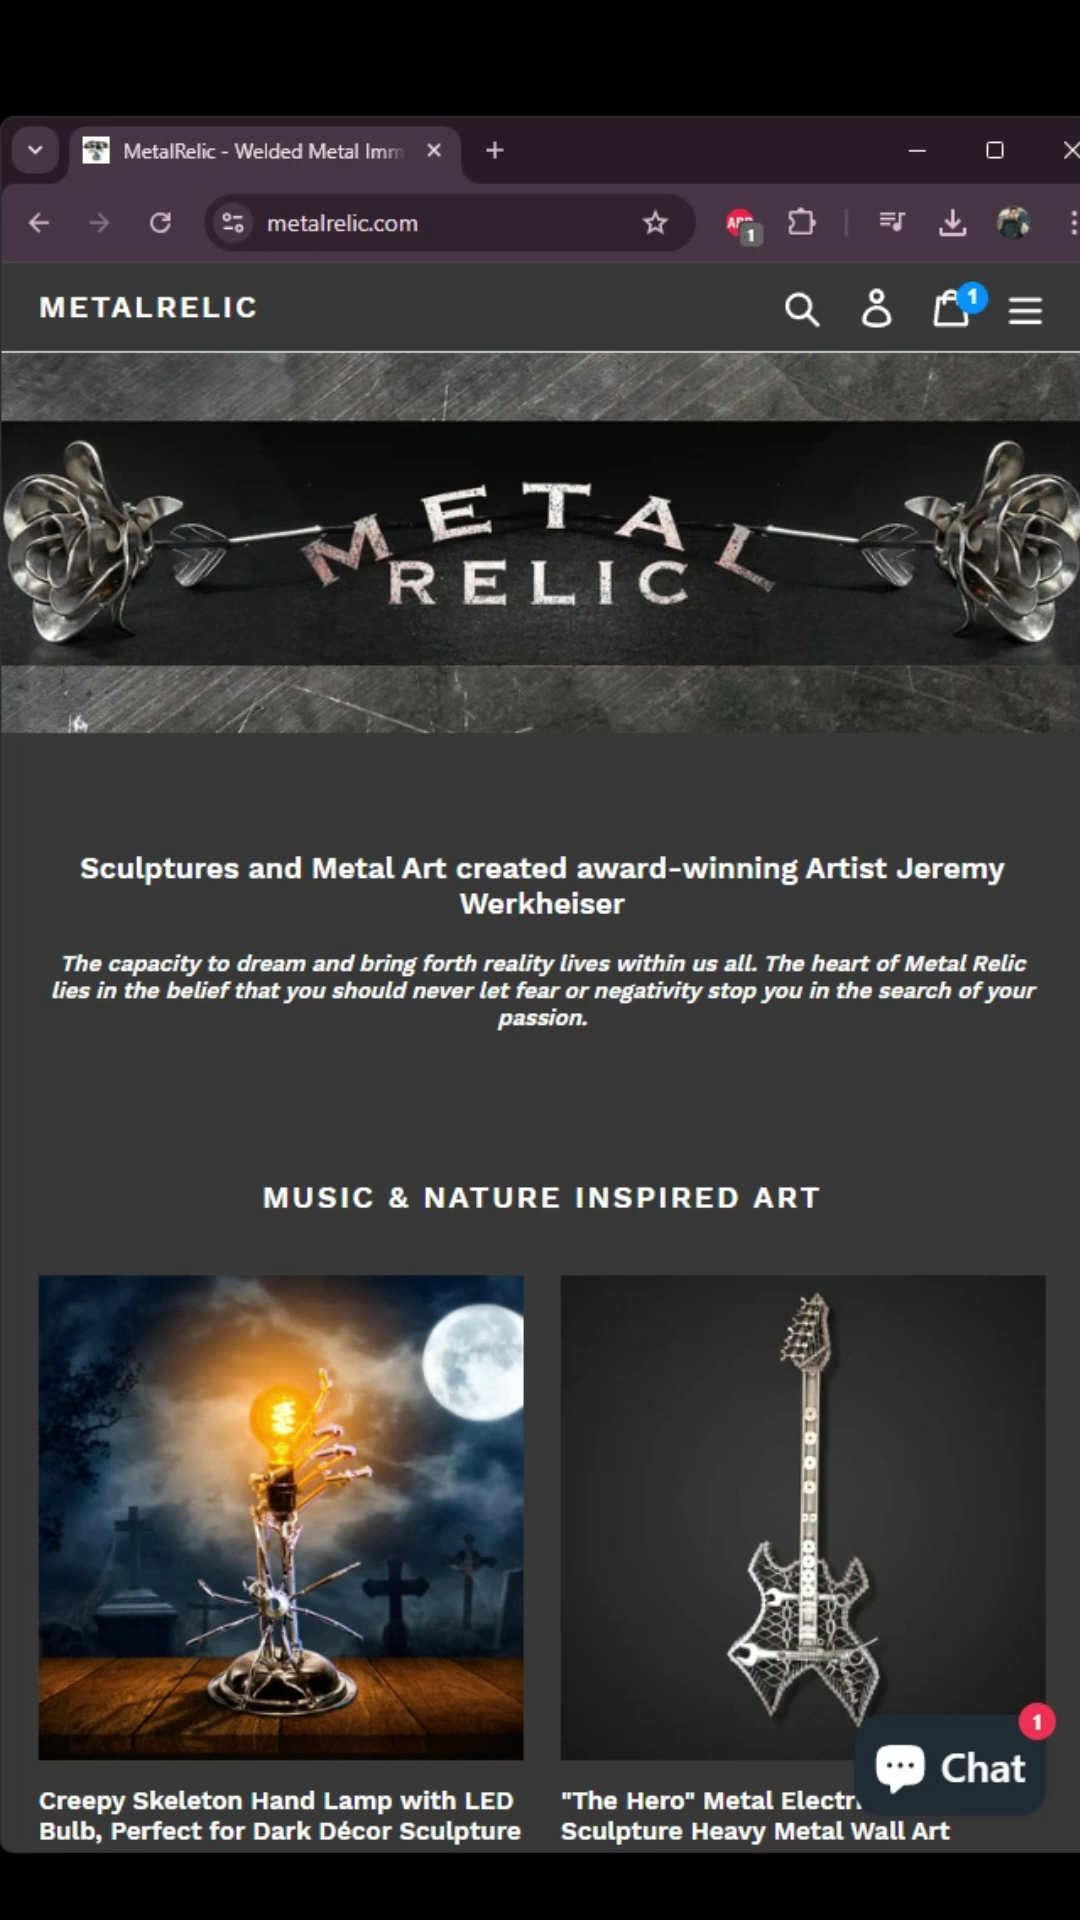 MetalRelic - Welded Metal Imm
metalrelic.com
ABP
1
METALRELIC
1
METAL
RELIC
Sculptures and Metal Art created award-winning Artist Jeremy
Werkheiser
The capacity to dream and bring forth reality lives within us all. The heart of Metal Relic
lies in the belief that you should never let fear or negativity stop you in the search of your
passion.
MUSIC & NATURE INSPIRED ART
1
Chat
Creepy Skeleton Hand Lamp with LED
Bulb, Perfect for Dark Décor Sculpture
"The Hero" Metal Electri
Sculpture Heavy Metal Wall Art